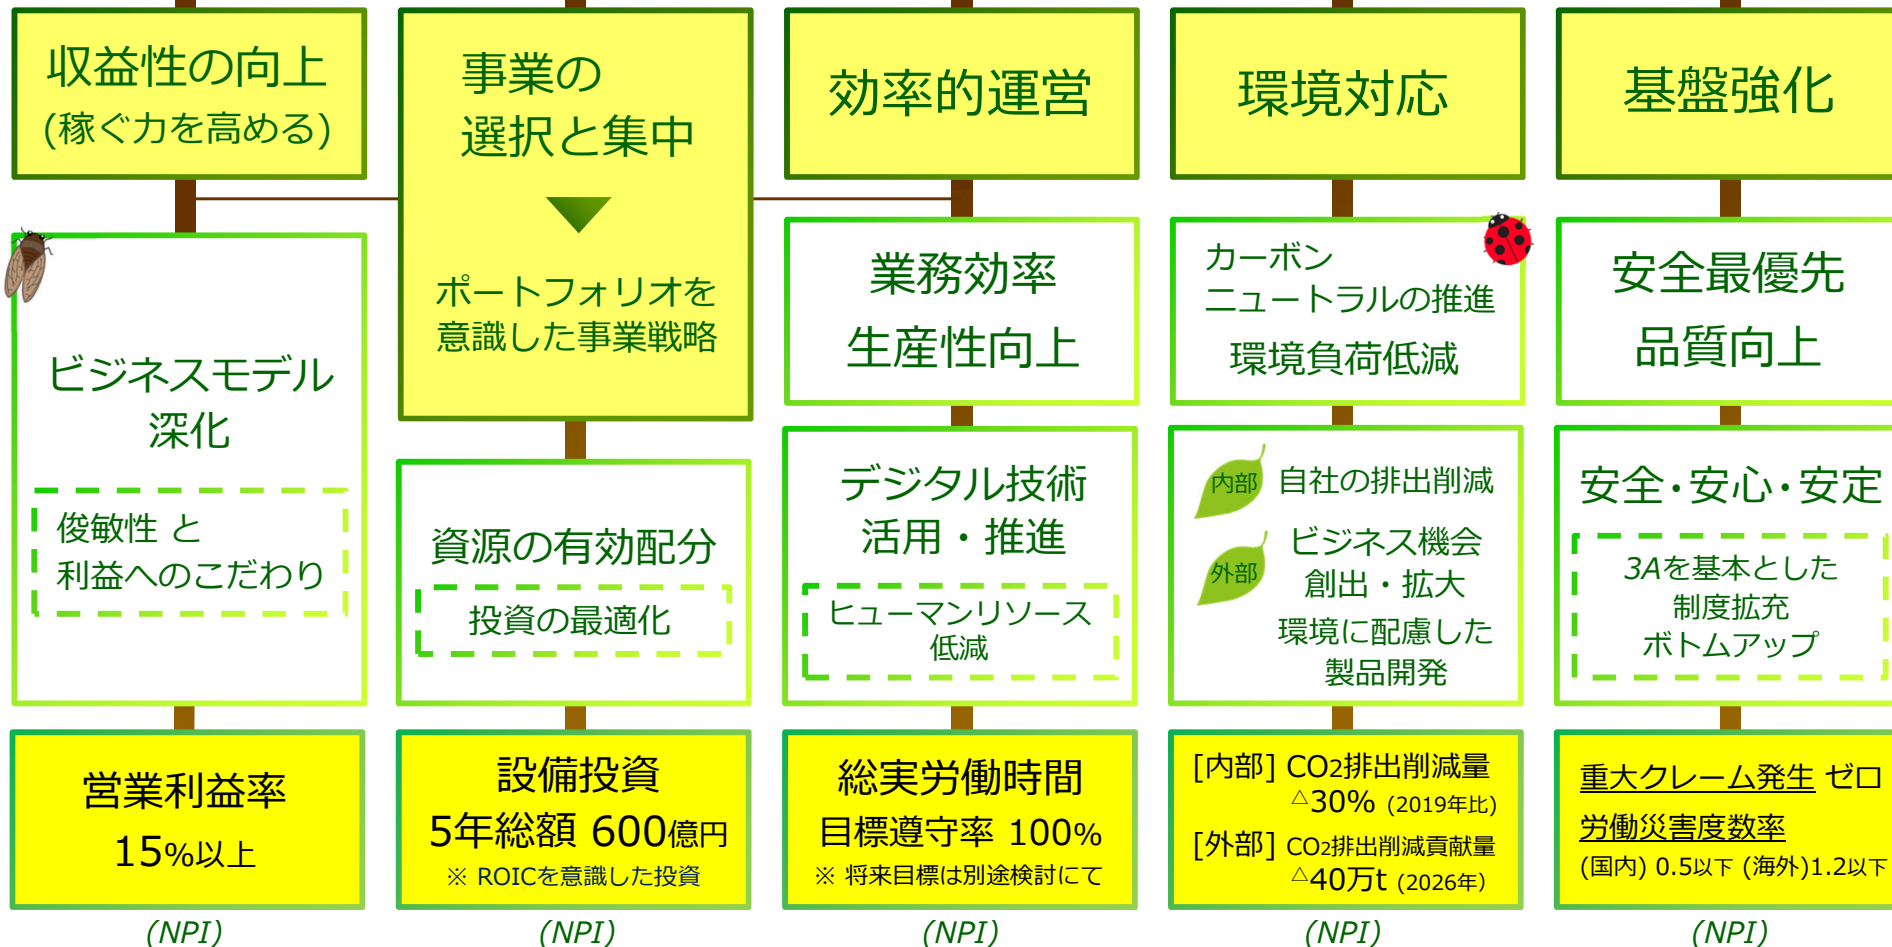 収益性の向上
(稼ぐ力を高める)
ビジネスモデル
深化
俊敏性 と
利益へのこだわり
営業利益率
15%以上
(NPI)
事業の
選択と集中
ポートフォリオを
意識した事業戦略
資源の有効配分
投資の最適化
設備投資
5年総額 600億円
※ ROICを意識した投資
(NPI)
効率的運営
業務効率
生産性向上
デジタル技術
活用・推進
ヒューマンリソース
低減
総実労働時間
目標遵守率 100%
※ 将来目標は別途検討にて
(NPI)
環境対応
カーボン
ニュートラルの推進
環境負荷低減
内部 自社の排出削減
外部 ビジネス機会
創出・拡大
環境に配慮した
製品開発
[内部] CO2排出削減量
△30% (2019年比)
[外部] CO2排出削減貢献量
△40万t (2026年)
(NPI)
基盤強化
安全最優先
品質向上
安全・安心・安定
3Aを基本とした
制度拡充
ボトムアップ
重大クレーム発生 ゼロ
労働災害度数率
(国内) 0.5以下 (海外)1.2以下
(NPI)